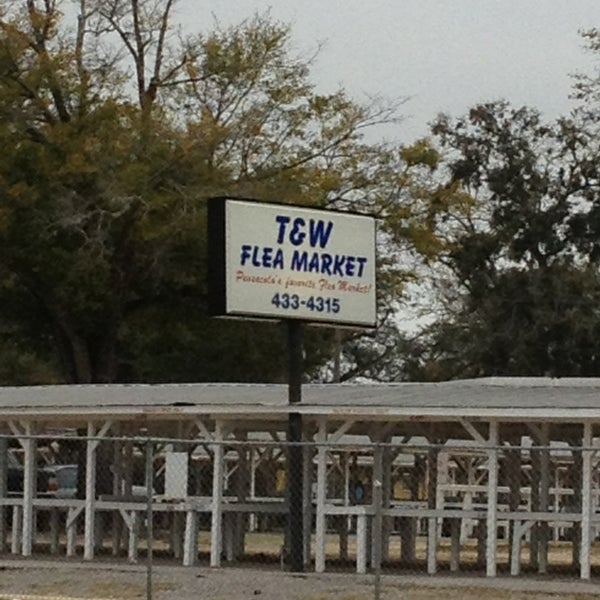 T&W
FLEA MARKET
Pensacola's favorite Flea Market!
433-4315